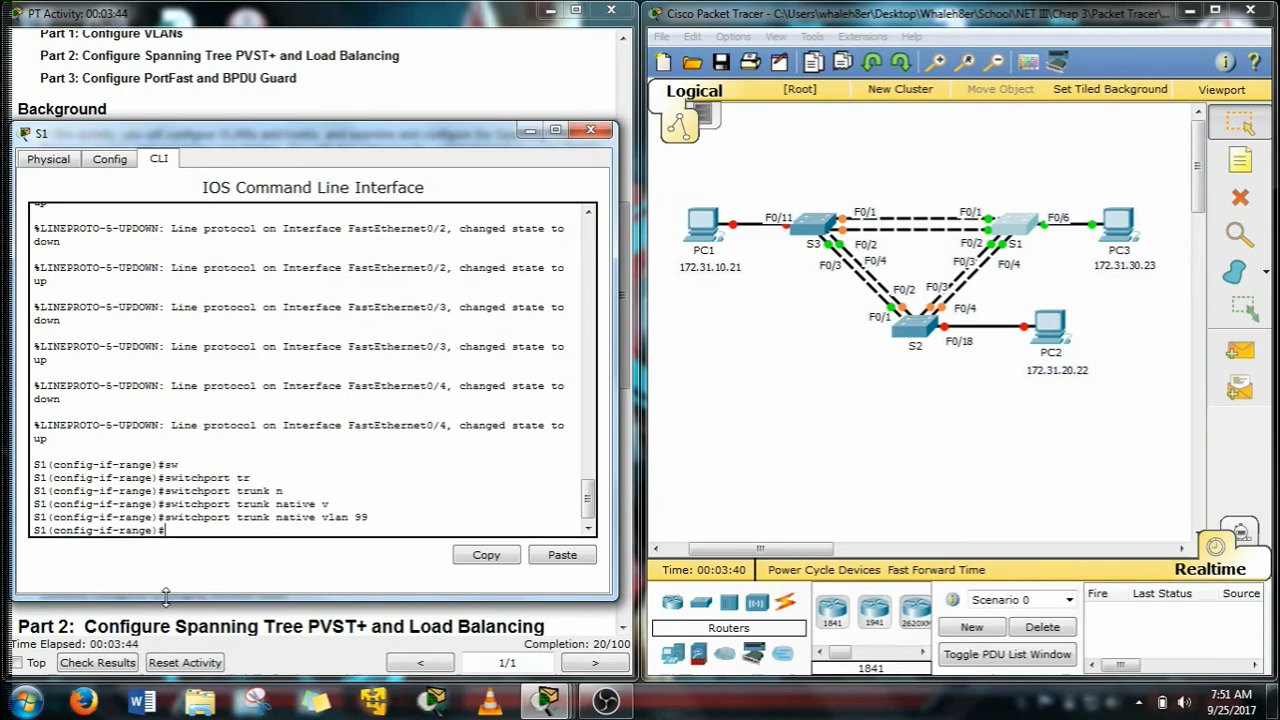 PT Activity: 00:03:44
Part 1: Configure VLANs
Part 2: Configure Spanning Tree PVST+ and Load Balancing
Part 3: Configure PortFast and BPDU Guard
Background
S1
Physical Config CLI
IOS Command Line Interface
up
%LINEPROTO-5-UPDOWN: Line protocol on Interface FastEthernet0/2, changed state to
down
%LINEPROTO-5-UPDOWN: Line protocol on Interface FastEthernet0/2, changed state to
up
%LINEPROTO-5-UPDOWN: Line protocol on Interface FastEthernet0/3, changed state to
down
%LINEPROTO-5-UPDOWN: Line protocol on Interface FastEthernet0/3, changed state to
up
%LINEPROTO-5-UPDOWN: Line protocol on Interface FastEthernet0/4, changed state to
down
%LINEPROTO-5-UPDOWN: Line protocol on Interface FastEthernet0/4, changed state to
up
S1(config-if-range)#sw
S1(config-if-range)#switchport tr
S1(config-if-range)#switchport trunk n
S1(config-if-range)#switchport trunk native v
S1(config-if-range)#switchport trunk native vlan 99
S1(config-if-range)#
Copy Paste
Part 2: Configure Spanning Tree PVST+ and Load Balancing
Time Elapsed: 00:03:44 Completion: 20/100
Top Check Results Reset Activity < 1/1 >
Cisco Packet Tracer - C:\Users\whaleh8er\Desktop\Whaleh8er\School\NET III\Chap 3\Packet Tracer\...
File Edit Options View Tools Extensions Help
Logical [Root] New Cluster Move Object Set Tiled Background Viewport
F0/11 F0/1 F0/1 F0/6
PC1 S3 F0/2 F0/2 S1 PC3
172.31.10.21 F0/3 F0/4 F0/3 F0/4 172.31.30.23
F0/2 F0/3
F0/1 F0/4
S2 F0/18 PC2
172.31.20.22
Time: 00:03:40 Power Cycle Devices Fast Forward Time Realtime
1841 1941 2620XM
Routers
1841
Scenario 0
New Delete
Toggle PDU List Window
Fire Last Status Source
7:51 AM
9/25/2017